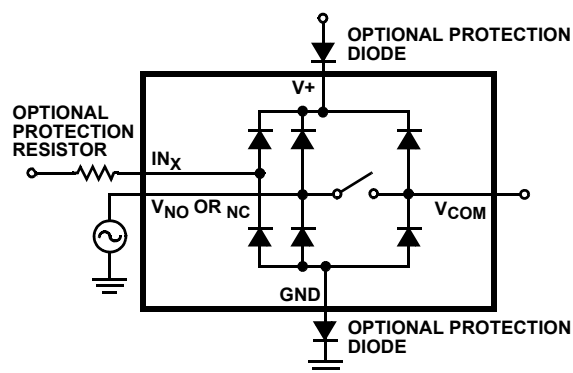 OPTIONAL PROTECTION
DIODE
V+
OPTIONAL
PROTECTION
RESISTOR
INX
VNO OR NC
VCOM
GND
OPTIONAL PROTECTION
DIODE